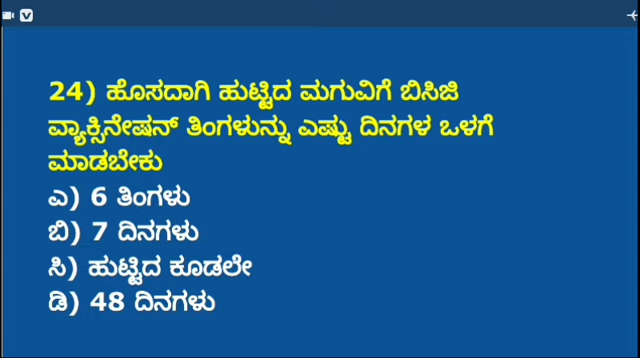 24) ಹೊಸದಾಗಿ ಹುಟ್ಟಿದ ಮಗುವಿಗೆ ಬಿಸಿಜಿ
ವ್ಯಾಕ್ಸಿನೇಷನ್ ತಿಂಗಳುನ್ನು ಎಷ್ಟು ದಿನಗಳ ಒಳಗೆ
ಮಾಡಬೇಕು
ಎ) 6 ತಿಂಗಳು
ಬಿ) 7 ದಿನಗಳು
ಸಿ) ಹುಟ್ಟಿದ ಕೂಡಲೇ
ಡಿ) 48 ದಿನಗಳು